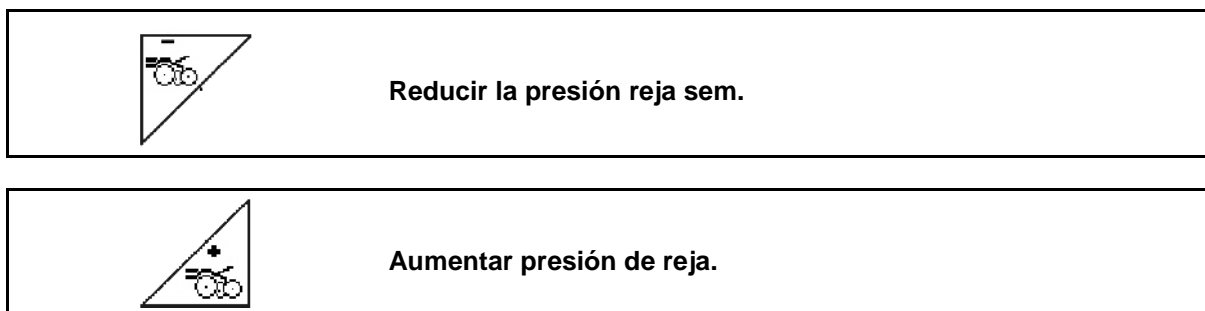 -
Reducir la presión reja sem.
+
Aumentar presión de reja.